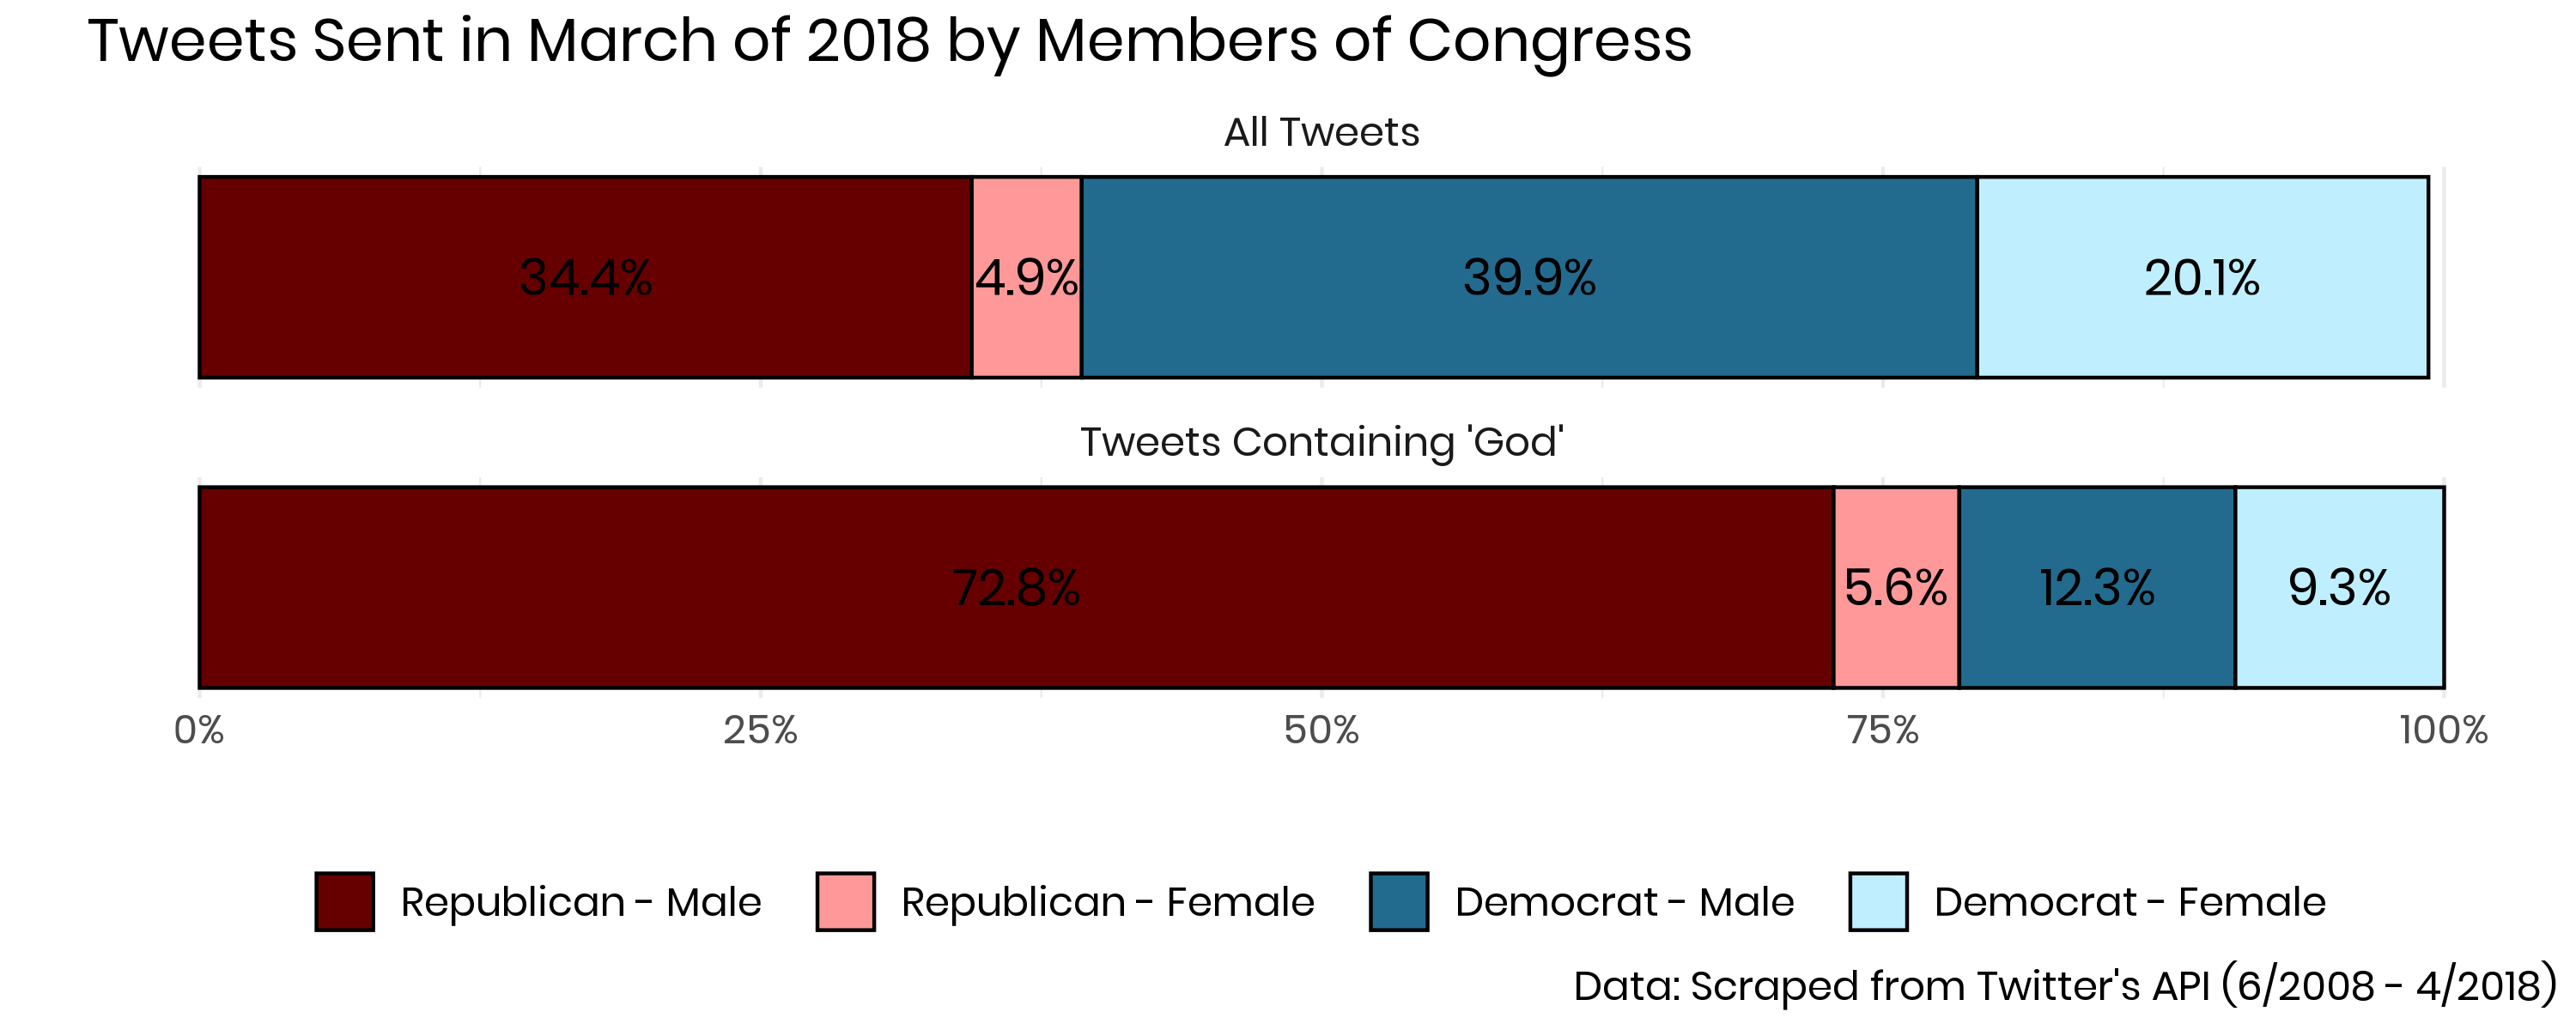 Tweets Sent in March of 2018 by Members of Congress
All Tweets
34.4% 4.9% 39.9% 20.1%
Tweets Containing 'God'
72.8% 5.6% 12.3% 9.3%
0% 25% 50% 75% 100%
Republican - Male Republican - Female Democrat - Male Democrat - Female
Data: Scraped from Twitter's API (6/2008 - 4/2018)